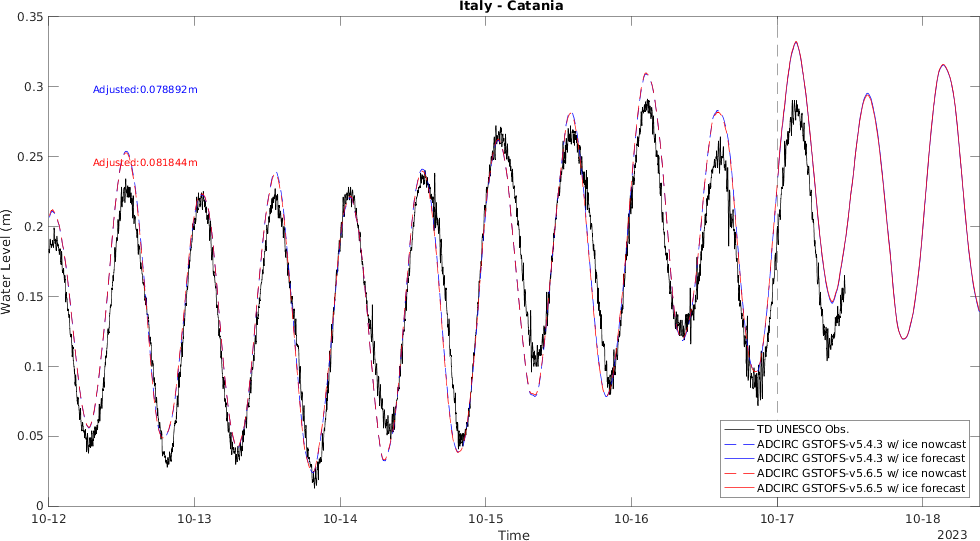 Italy - Catania
0.35
0.3
0.25
0.2
0.15
0.1
0.05
0
Water Level (m)
Adjusted:0.078892m
Adjusted:0.081844m
TD UNESCO Obs.
ADCIRC GSTOFS-v5.4.3 w/ ice nowcast
ADCIRC GSTOFS-v5.4.3 w/ ice forecast
ADCIRC GSTOFS-v5.6.5 w/ ice nowcast
ADCIRC GSTOFS-v5.6.5 w/ ice forecast
10-12 10-13 10-14 10-15 10-16 10-17 10-18
Time
2023